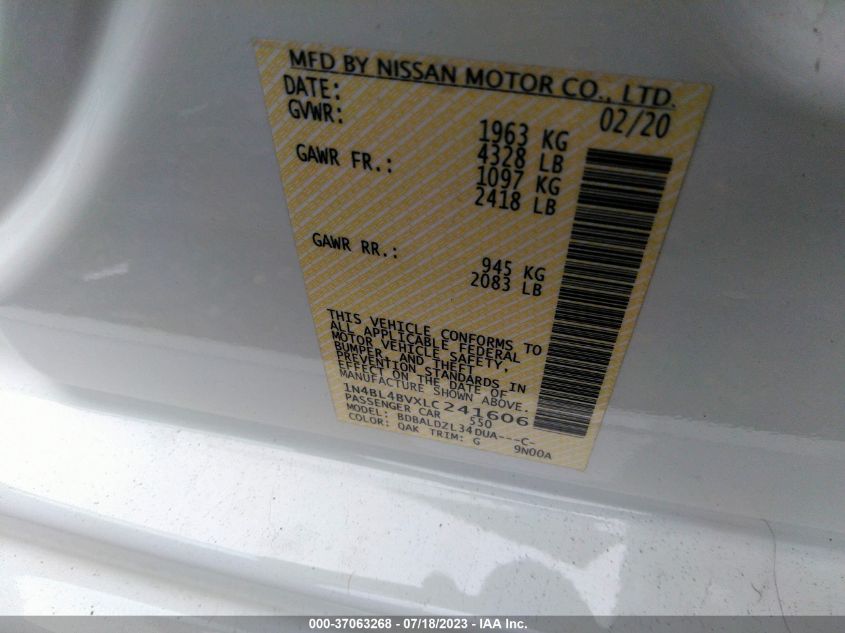 MFD BY NISSAN MOTOR CO., LTD.
DATE: 02/20
GVWR: 1963 KG
4328 LB
GAWR FR.: 1097 KG
2418 LB
GAWR RR.: 945 KG
2083 LB
THIS VEHICLE CONFORMS TO
ALL APPLICABLE FEDERAL
MOTOR VEHICLE SAFETY,
BUMPER, AND THEFT
PREVENTION STANDARDS IN
EFFECT ON THE DATE OF
MANUFACTURE SHOWN ABOVE.
1N4BL4BVXLC241606
PASSENGER CAR 550
MODEL: BDBALDZL34DUA---C-
COLOR: QAK TRIM: G 9N00A
000-37063268 - 07/18/2023 - IAA Inc.